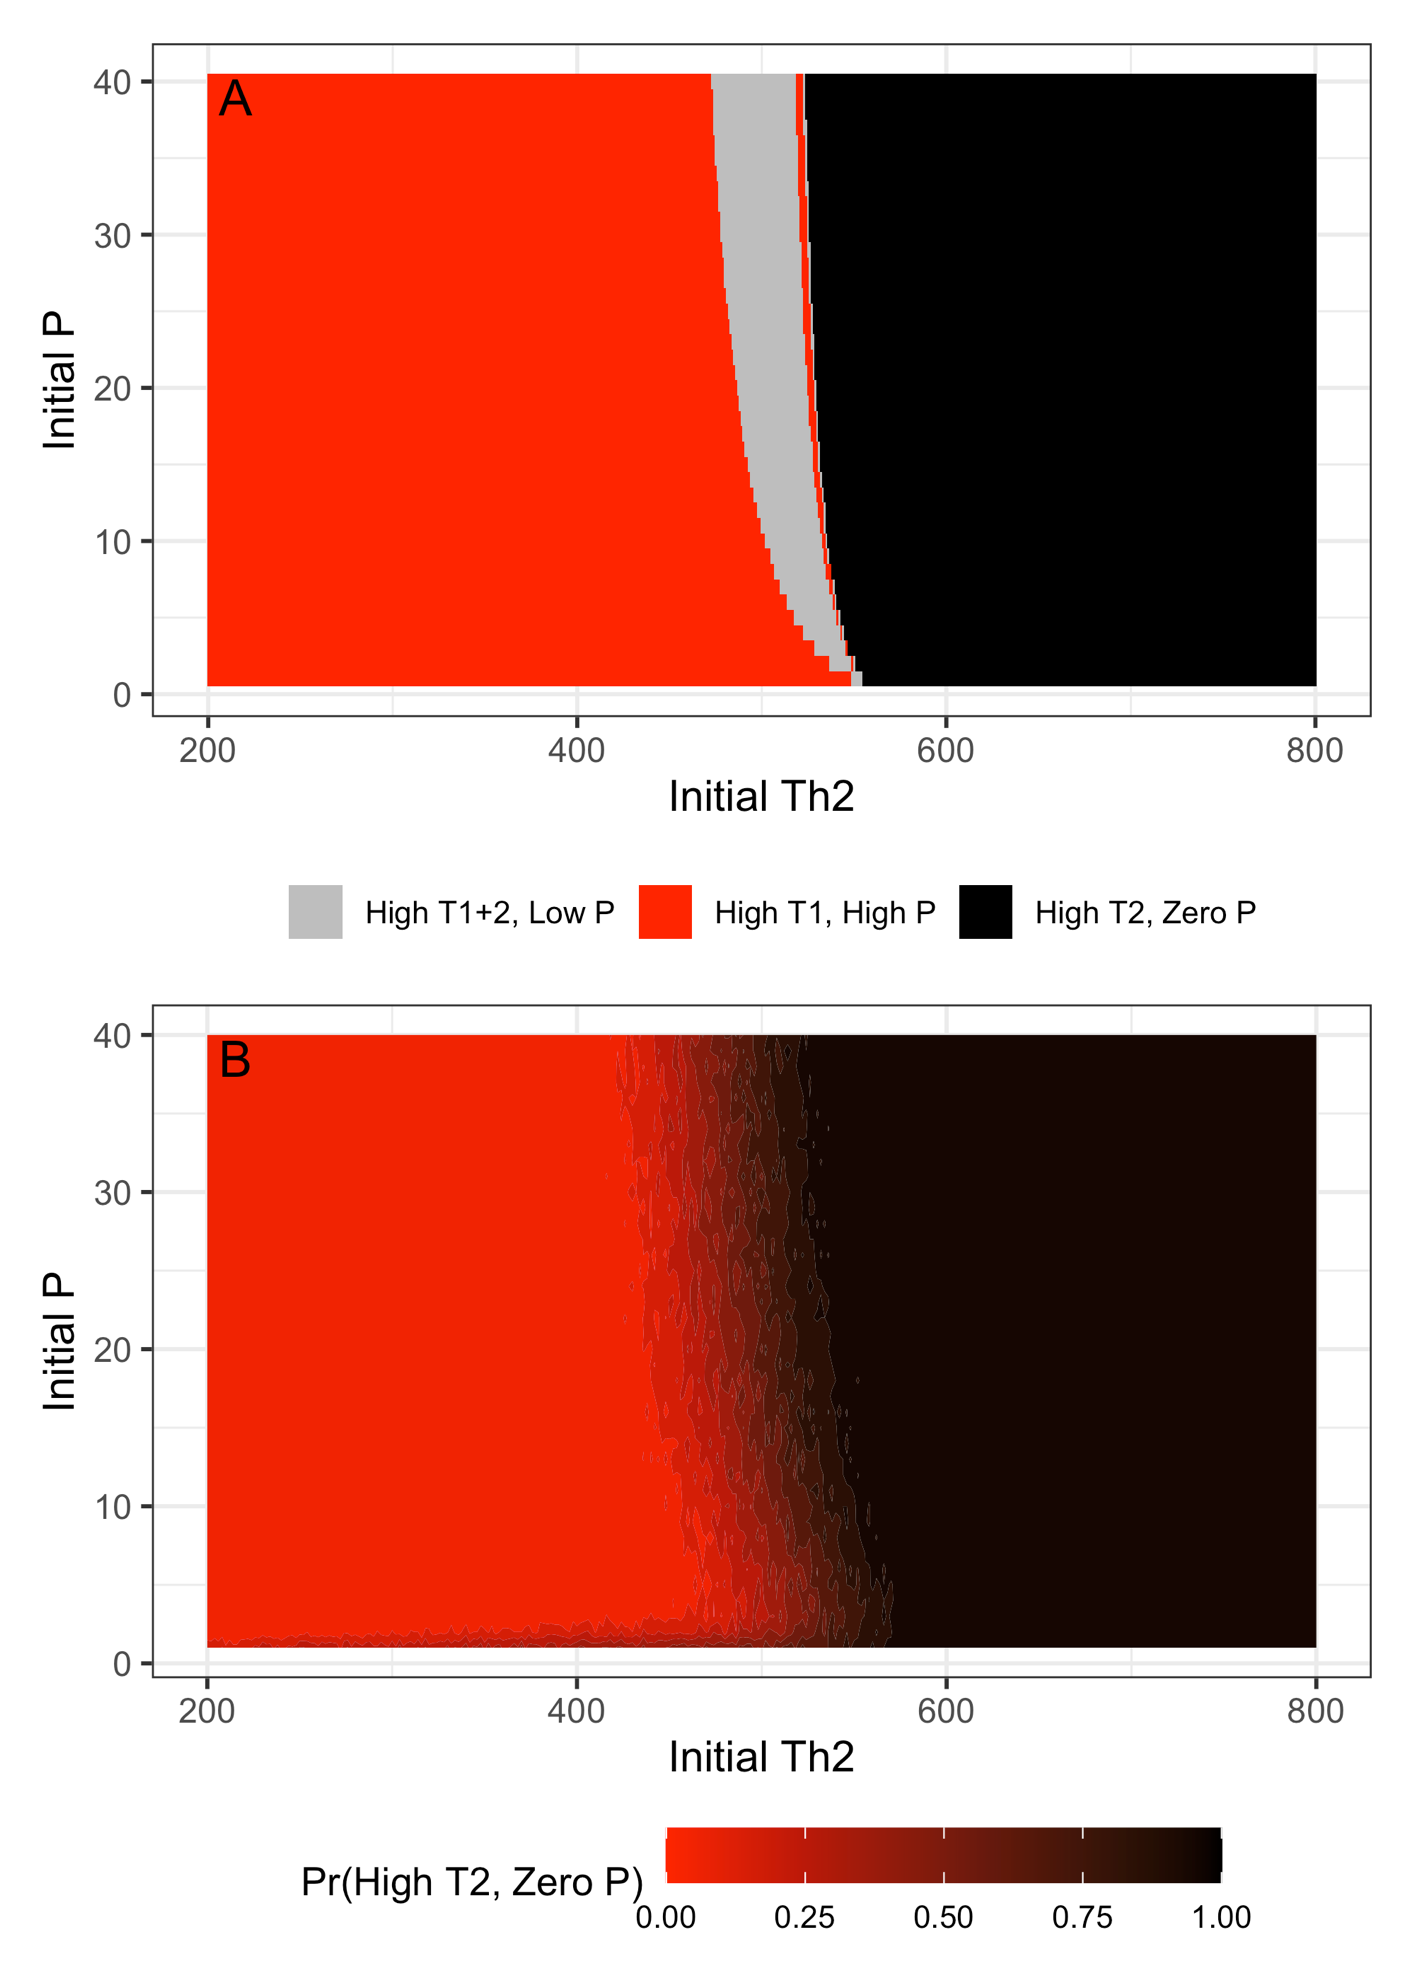 A
40
30
20
10
0
Initial P
200 400 600 800
Initial Th2
High T1+2, Low P High T1, High P High T2, Zero P
B
40
30
20
10
0
Initial P
200 400 600 800
Initial Th2
Pr(High T2, Zero P)
0.00 0.25 0.50 0.75 1.00